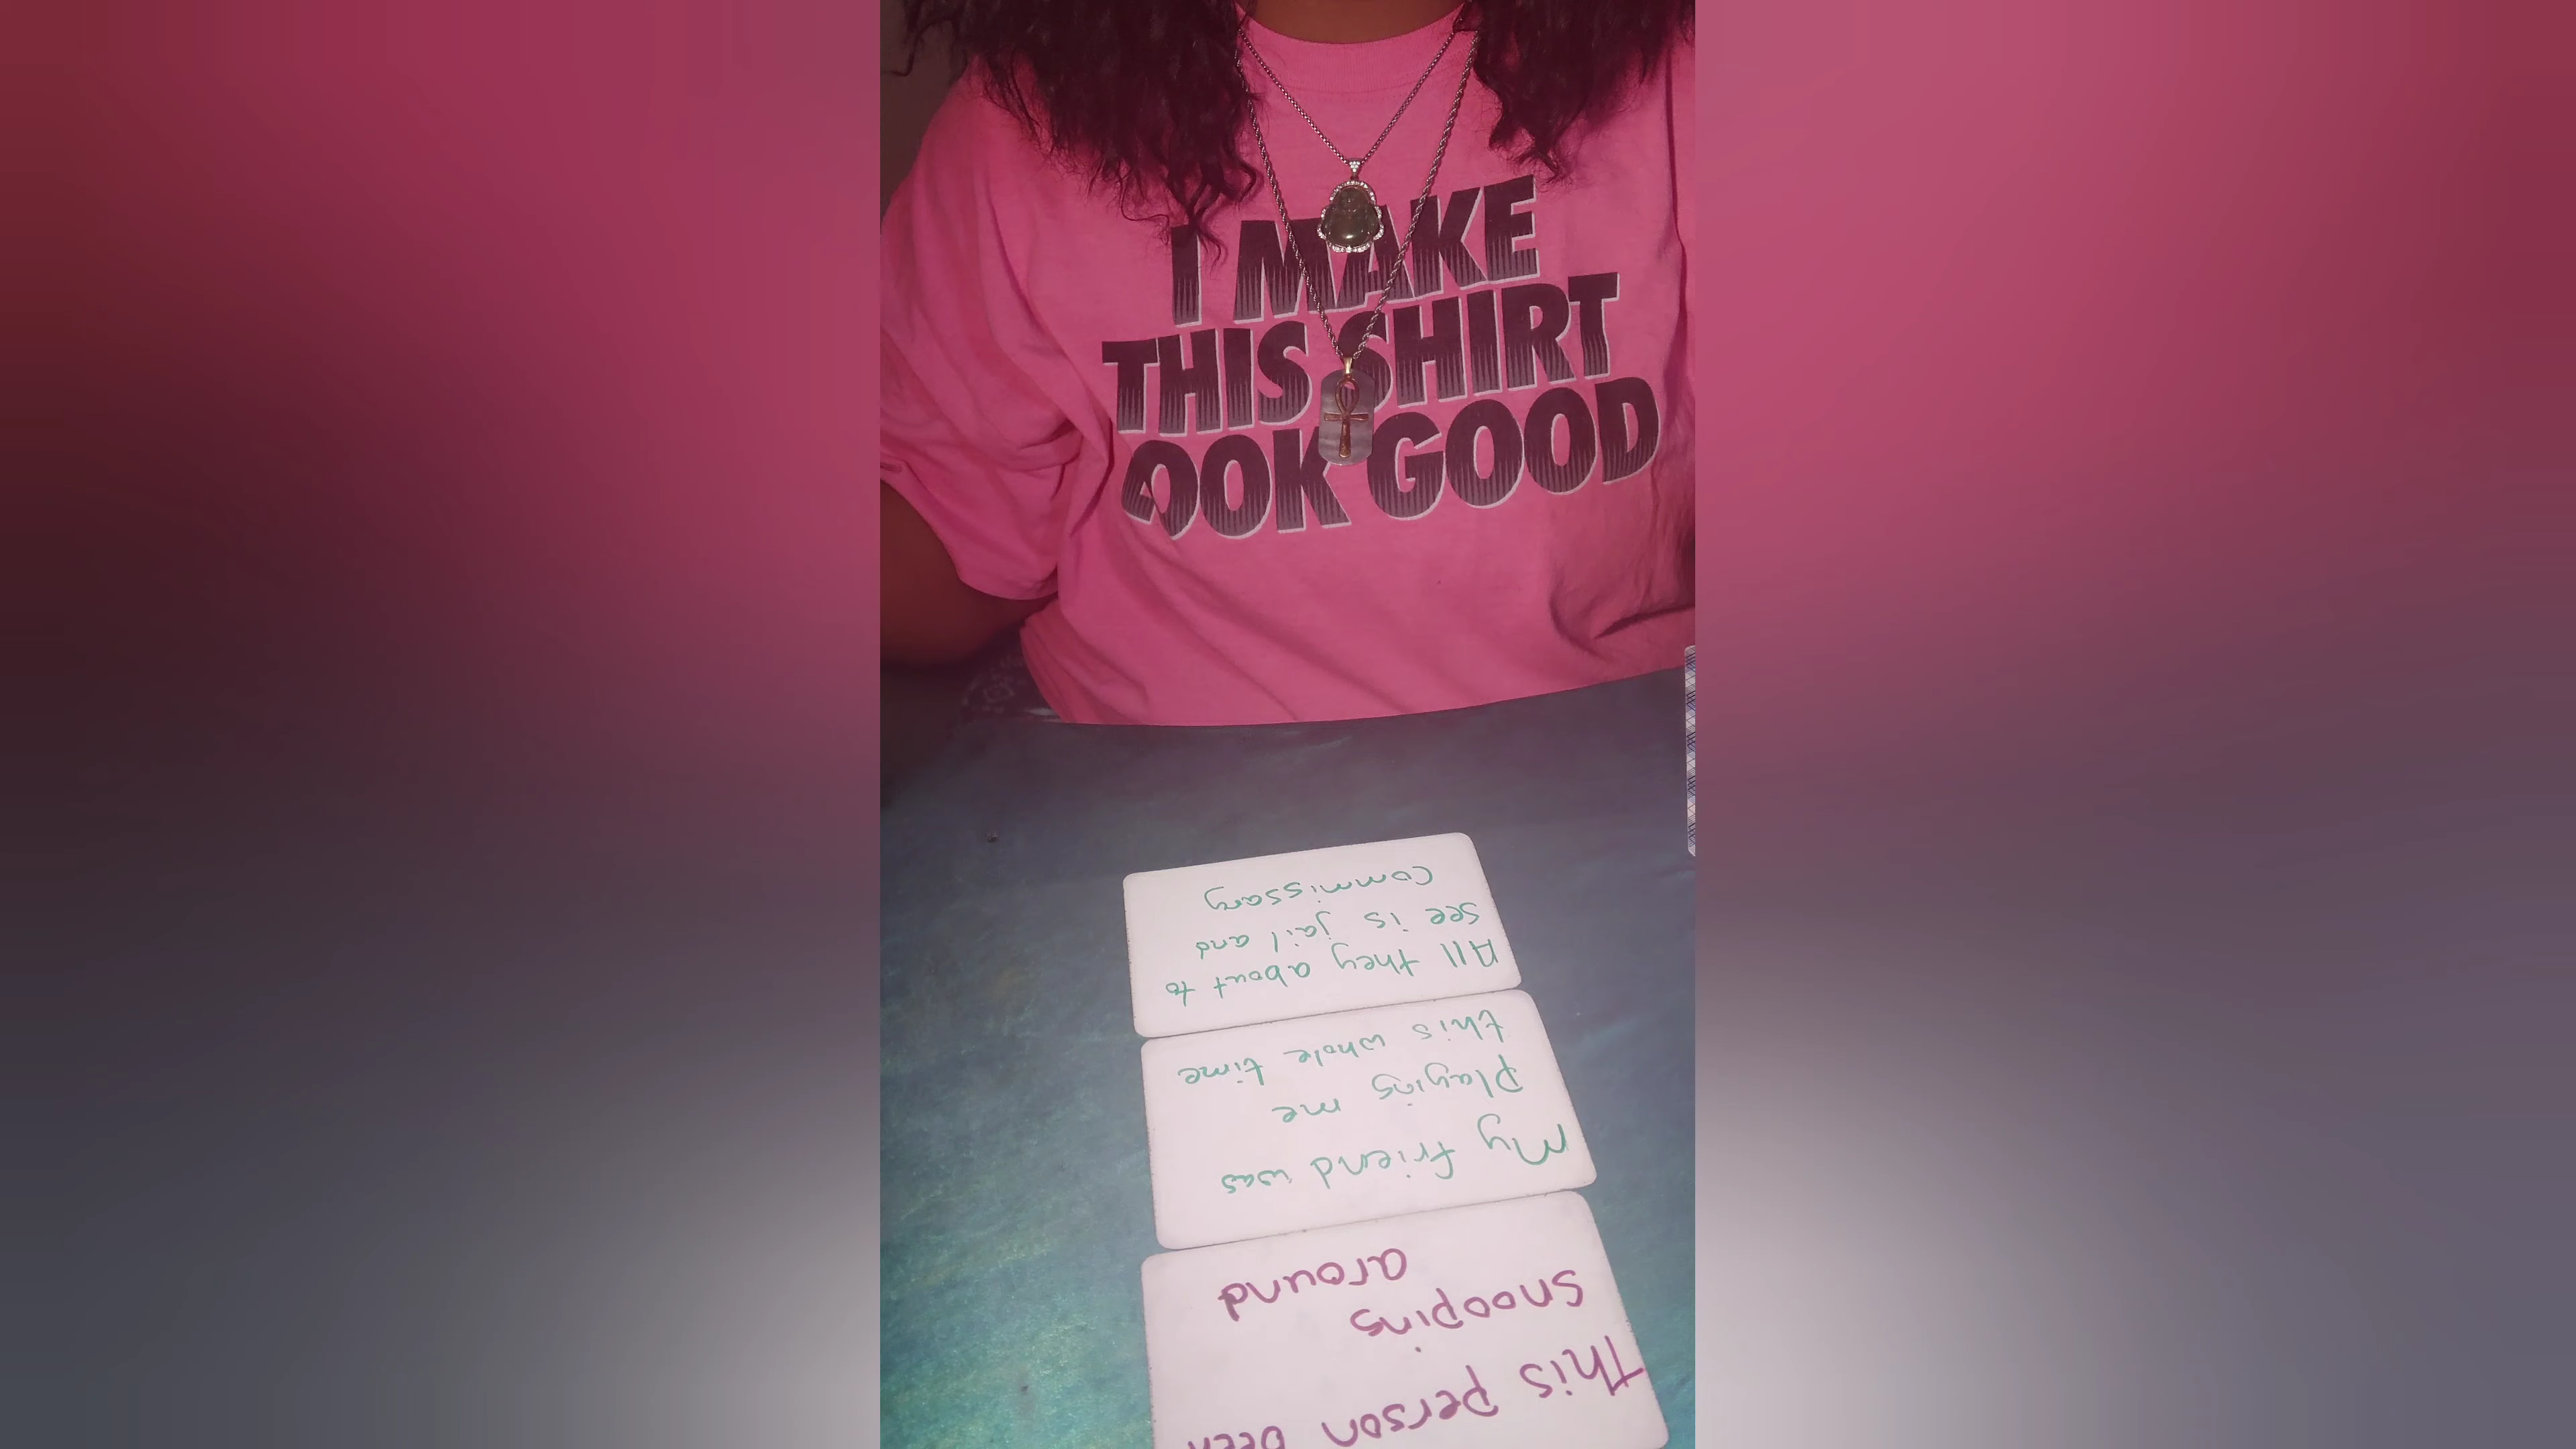 I MAKE
THIS SHIRT
OOK GOOD
All they about to
see is jail and
Commissary
My friend was
Playing me
this whole time
This person been
snooping
around